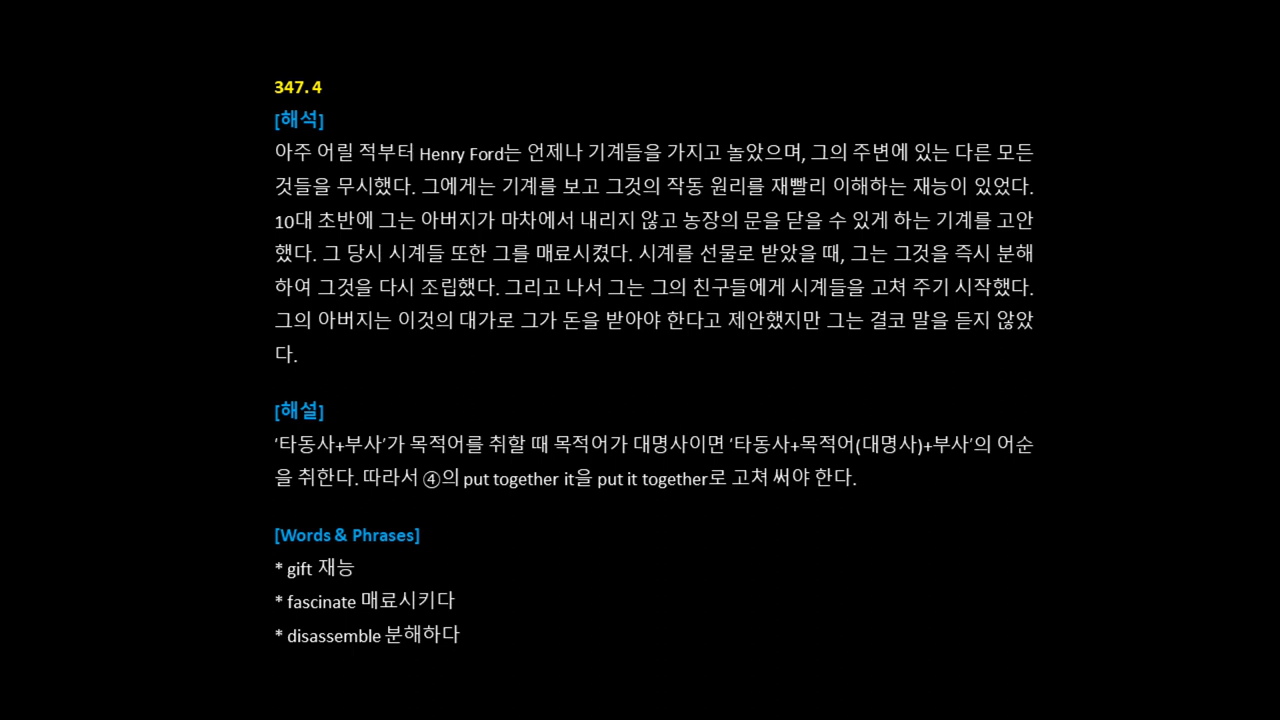 347. 4
[해석]
아주 어릴 적부터 Henry Ford는 언제나 기계들을 가지고 놀았으며, 그의 주변에 있는 다른 모든
것들을 무시했다. 그에게는 기계를 보고 그것의 작동 원리를 재빨리 이해하는 재능이 있었다.
10대 초반에 그는 아버지가 마차에서 내리지 않고 농장의 문을 닫을 수 있게 하는 기계를 고안
했다. 그 당시 시계들 또한 그를 매료시켰다. 시계를 선물로 받았을 때, 그는 그것을 즉시 분해
하여 그것을 다시 조립했다. 그리고 나서 그는 그의 친구들에게 시계들을 고쳐 주기 시작했다.
그의 아버지는 이것의 대가로 그가 돈을 받아야 한다고 제안했지만 그는 결코 말을 듣지 않았
다.
[해설]
‘타동사+부사’가 목적어를 취할 때 목적어가 대명사이면 ‘타동사+목적어(대명사)+부사’의 어순
을 취한다. 따라서 ④의 put together it을 put it together로 고쳐 써야 한다.
[Words & Phrases]
* gift 재능
* fascinate 매료시키다
* disassemble 분해하다